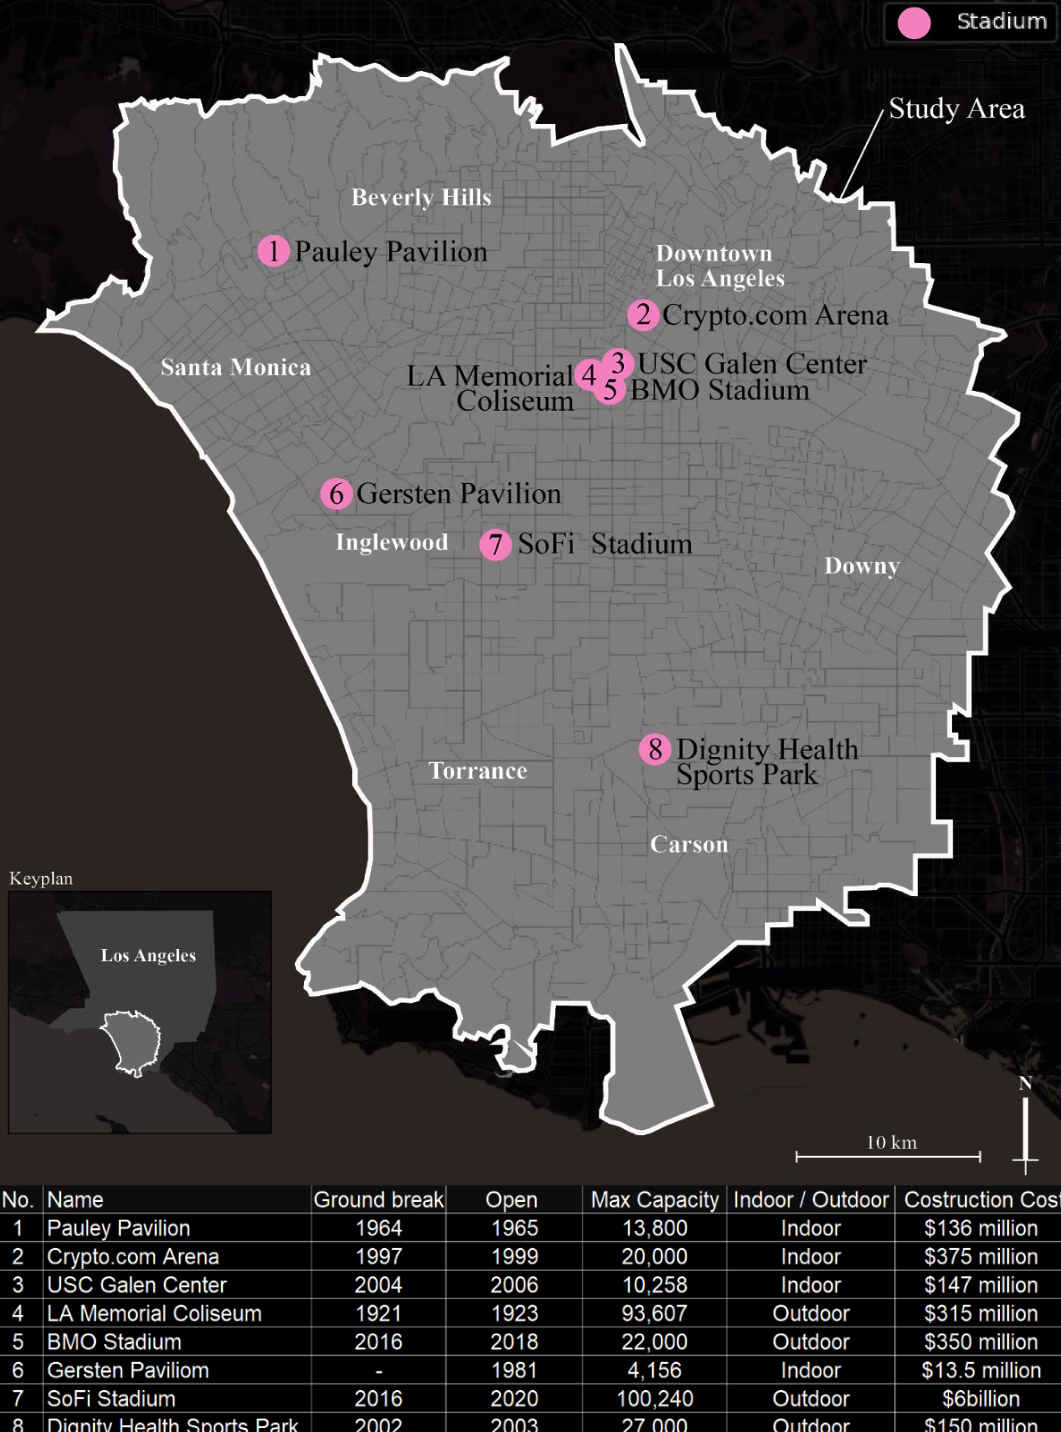 Stadium
Study Area
Beverly Hills
1 Pauley Pavilion
Downtown
Los Angeles
2 Crypto.com Arena
Santa Monica
3 USC Galen Center
LA Memorial 4
Coliseum
5 BMO Stadium
6 Gersten Pavilion
Inglewood
7 SoFi Stadium
Downy
8 Dignity Health
Sports Park
Torrance
Carson
Keyplan
Los Angeles
N
10 km
No. Name Ground break Open Max Capacity Indoor / Outdoor Costruction Cost
1 Pauley Pavilion 1964 1965 13,800 Indoor $136 million
2 Crypto.com Arena 1997 1999 20,000 Indoor $375 million
3 USC Galen Center 2004 2006 10,258 Indoor $147 million
4 LA Memorial Coliseum 1921 1923 93,607 Outdoor $315 million
5 BMO Stadium 2016 2018 22,000 Outdoor $350 million
6 Gersten Paviliom - 1981 4,156 Indoor $13.5 million
7 SoFi Stadium 2016 2020 100,240 Outdoor $6billion
8 Dignity Health Sports Park 2002 2003 27,000 Outdoor $150 million